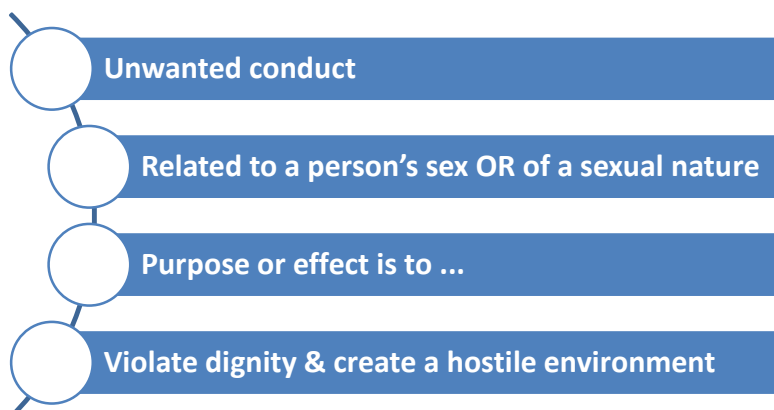 Unwanted conduct
Related to a person’s sex OR of a sexual nature
Purpose or effect is to ...
Violate dignity & create a hostile environment